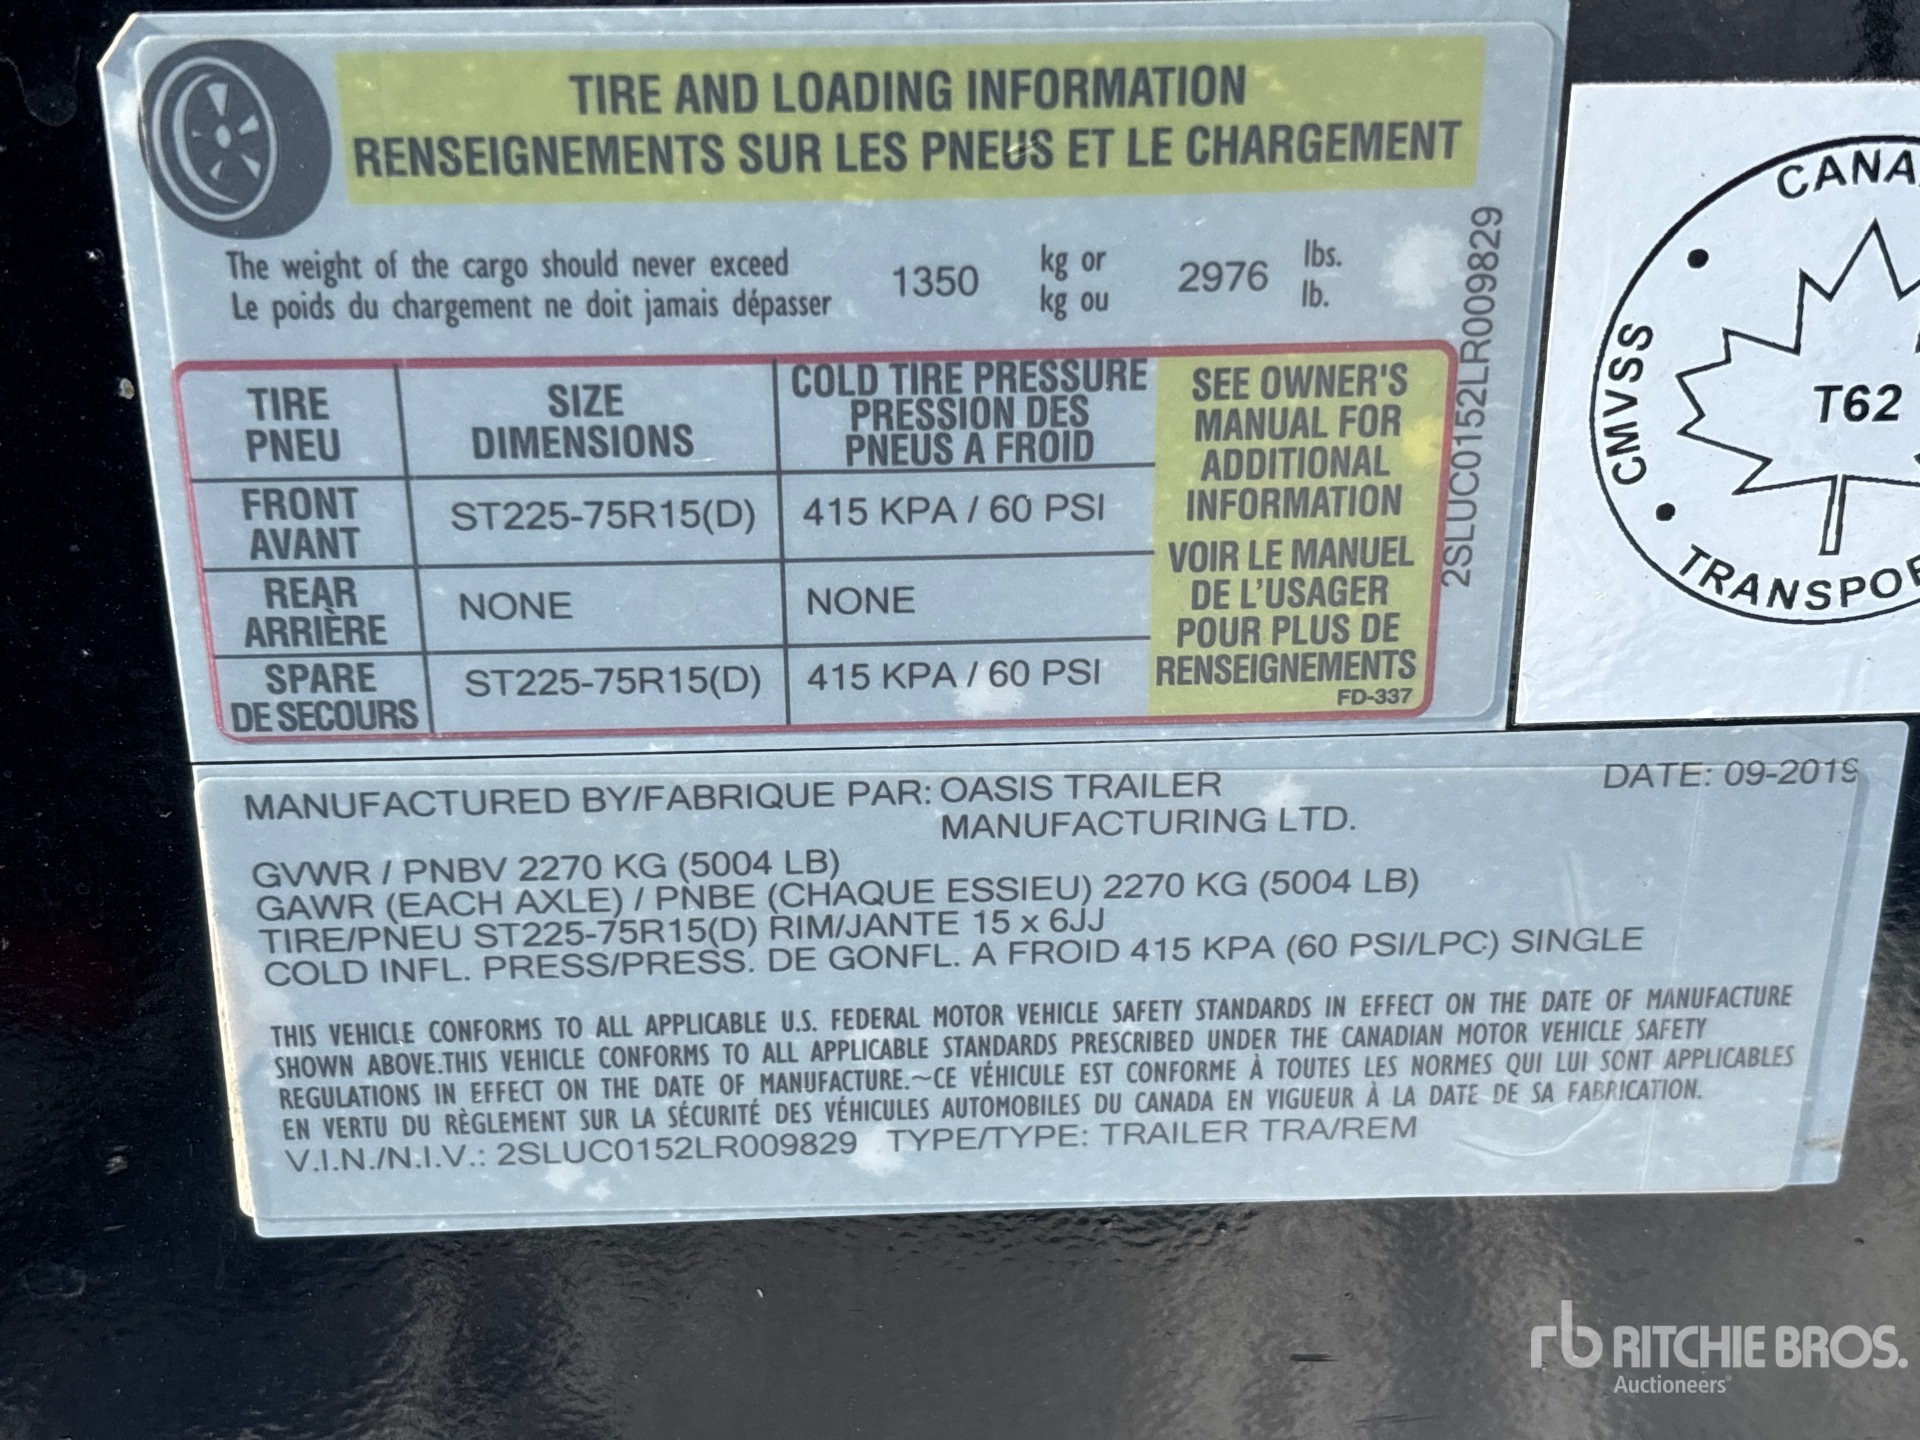 TIRE AND LOADING INFORMATION
RENSEIGNEMENTS SUR LES PNEUS ET LE CHARGEMENT
The weight of the cargo should never exceed 1350 kg or 2976 lbs.
Le poids du chargement ne doit jamais dépasser kg ou lb.
TIRE
PNEU
SIZE
DIMENSIONS
COLD TIRE PRESSURE
PRESSION DES
PNEUS A FROID
FRONT
AVANT
ST225-75R15(D)
415 KPA / 60 PSI
REAR
ARRIÈRE
NONE
NONE
SPARE
DE SECOURS
ST225-75R15(D)
415 KPA / 60 PSI
SEE OWNER'S
MANUAL FOR
ADDITIONAL
INFORMATION
VOIR LE MANUEL
DE L'USAGER
POUR PLUS DE
RENSEIGNEMENTS
FD-337
2SLUC0152LR009829
CMVSS
T62
MANUFACTURED BY/FABRIQUE PAR: OASIS TRAILER
MANUFACTURING LTD.
DATE: 09-2019
GVWR / PNBV 2270 KG (5004 LB)
GAWR (EACH AXLE) / PNBE (CHAQUE ESSIEU) 2270 KG (5004 LB)
TIRE/PNEU ST225-75R15(D) RIM/JANTE 15 x 6JJ
COLD INFL. PRESS/PRESS. DE GONFL. A FROID 415 KPA (60 PSI/LPC) SINGLE
THIS VEHICLE CONFORMS TO ALL APPLICABLE U.S. FEDERAL MOTOR VEHICLE SAFETY STANDARDS IN EFFECT ON THE DATE OF MANUFACTURE
SHOWN ABOVE.THIS VEHICLE CONFORMS TO ALL APPLICABLE STANDARDS PRESCRIBED UNDER THE CANADIAN MOTOR VEHICLE SAFETY
REGULATIONS IN EFFECT ON THE DATE OF MANUFACTURE.~CE VÉHICULE EST CONFORME À TOUTES LES NORMES QUI LUI SONT APPLICABLES
EN VERTU DU RÈGLEMENT SUR LA SÉCURITÉ DES VÉHICULES AUTOMOBILES DU CANADA EN VIGUEUR À LA DATE DE SA FABRICATION.
V.I.N./N.I.V.: 2SLUC0152LR009829 TYPE/TYPE: TRAILER TRA/REM
rb RITCHIE BROS.
Auctioneers